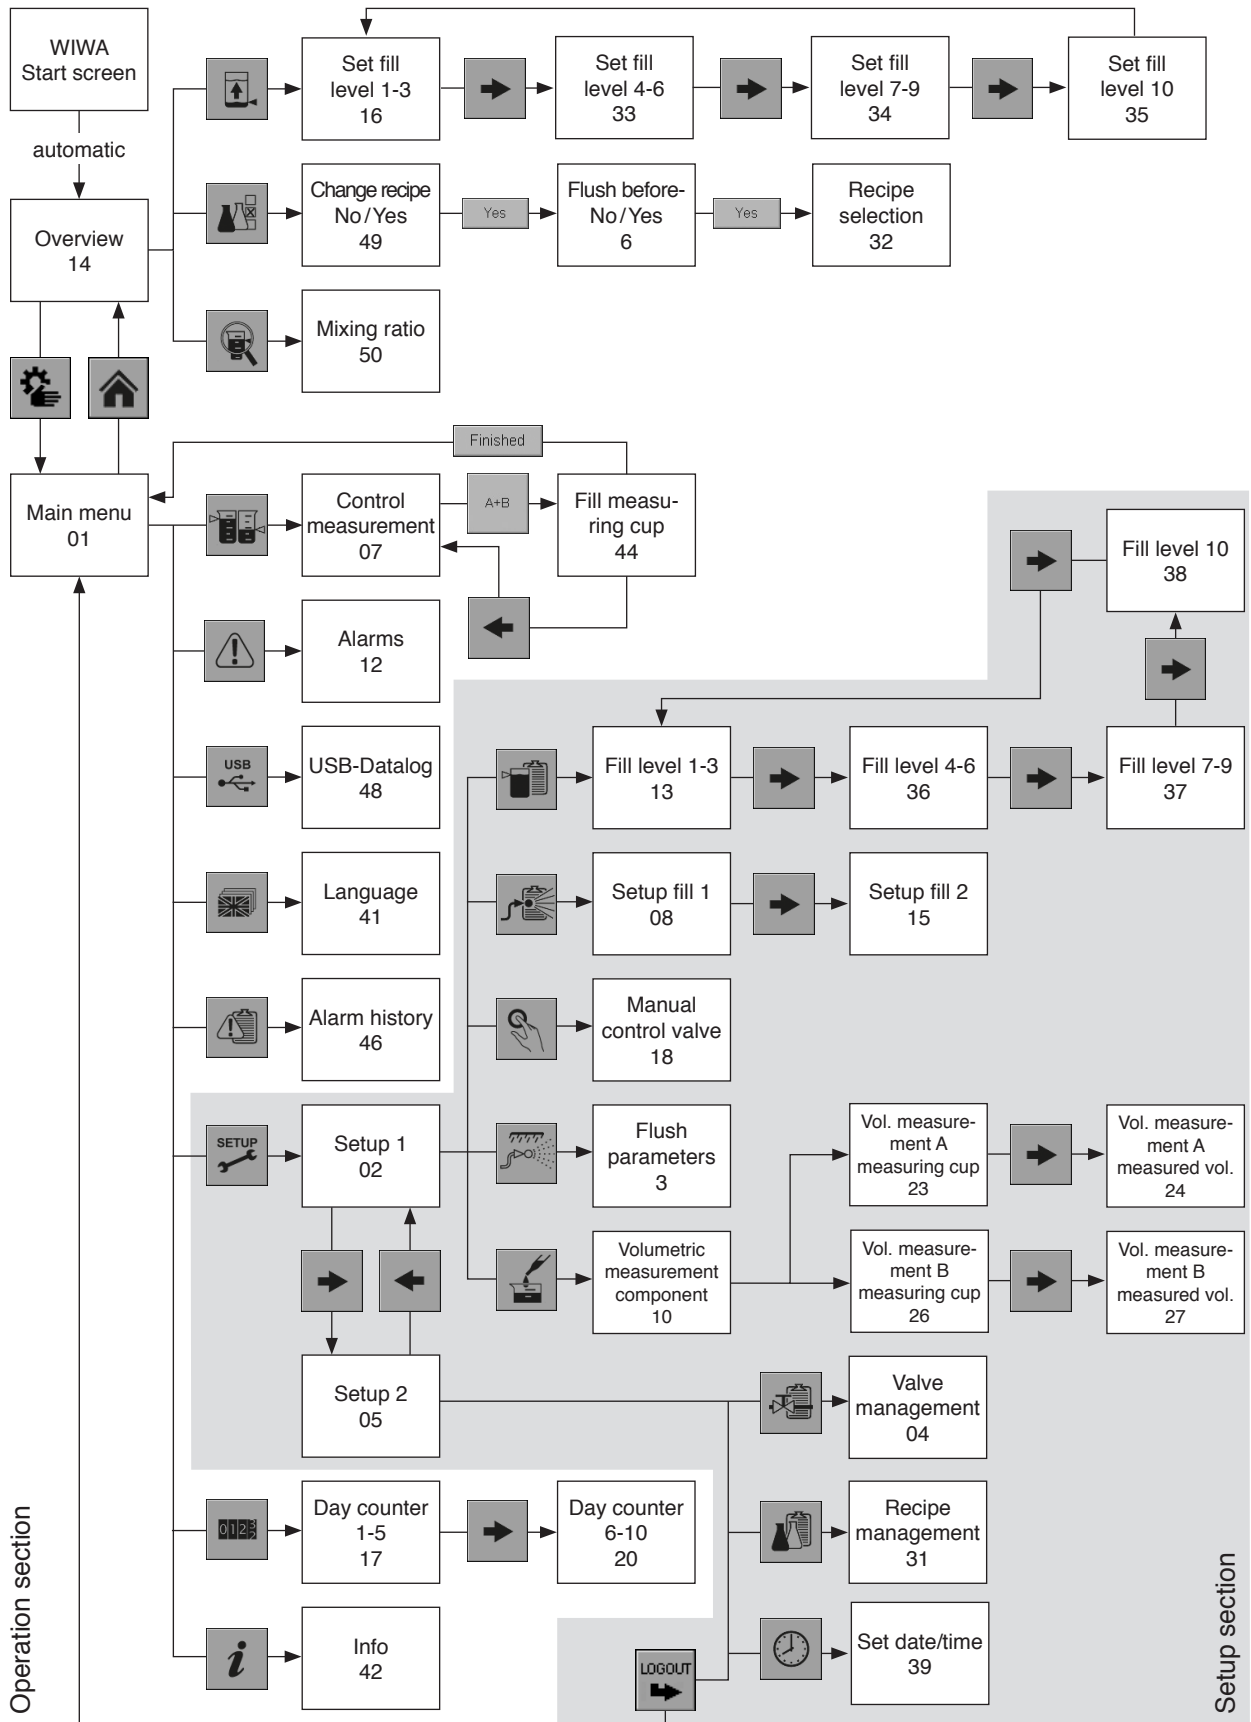 WIWA
Start screen
automatic
Overview
14
Set fill
level 1-3
16
Set fill
level 4-6
33
Set fill
level 7-9
34
Set fill
level 10
35
Change recipe
No / Yes
49
Yes
Flush before-
No / Yes
6
Yes
Recipe
selection
32
Mixing ratio
50
Finished
Main menu
01
Control
measurement
07
A+B
Fill measu-
ring cup
44
Alarms
12
USB
USB-Datalog
48
Language
41
Alarm history
46
Fill level 10
38
Fill level 1-3
13
Fill level 4-6
36
Fill level 7-9
37
Setup fill 1
08
Setup fill 2
15
Manual
control valve
18
SETUP
Setup 1
02
Flush
parameters
3
Vol. measure-
ment A
measuring cup
23
Vol. measure-
ment A
measured vol.
24
Volumetric
measurement
component
10
Vol. measure-
ment B
measuring cup
26
Vol. measure-
ment B
measured vol.
27
Setup 2
05
Valve
management
04
Day counter
1-5
17
Day counter
6-10
20
Recipe
management
31
Info
42
LOGOUT
Set date/time
39
Operation section
Setup section